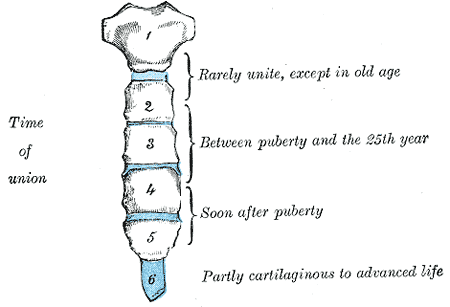 1
Rarely unite, except in old age
2
Time
of
union
3
Between puberty and the 25th year
4
Soon after puberty
5
6
Partly cartilaginous to advanced life